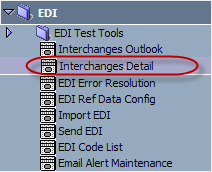 EDI
EDI Test Tools
Interchanges Outlook
Interchanges Detail
EDI Error Resolution
EDI Ref Data Config
Import EDI
Send EDI
EDI Code List
Email Alert Maintenance